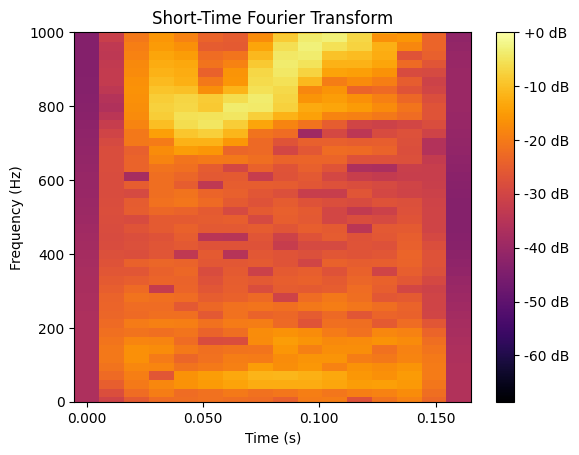 Short-Time Fourier Transform
Frequency (Hz)
1000
800
600
400
200
0
0.000
0.050
0.100
0.150
Time (s)
+0 dB
-10 dB
-20 dB
-30 dB
-40 dB
-50 dB
-60 dB